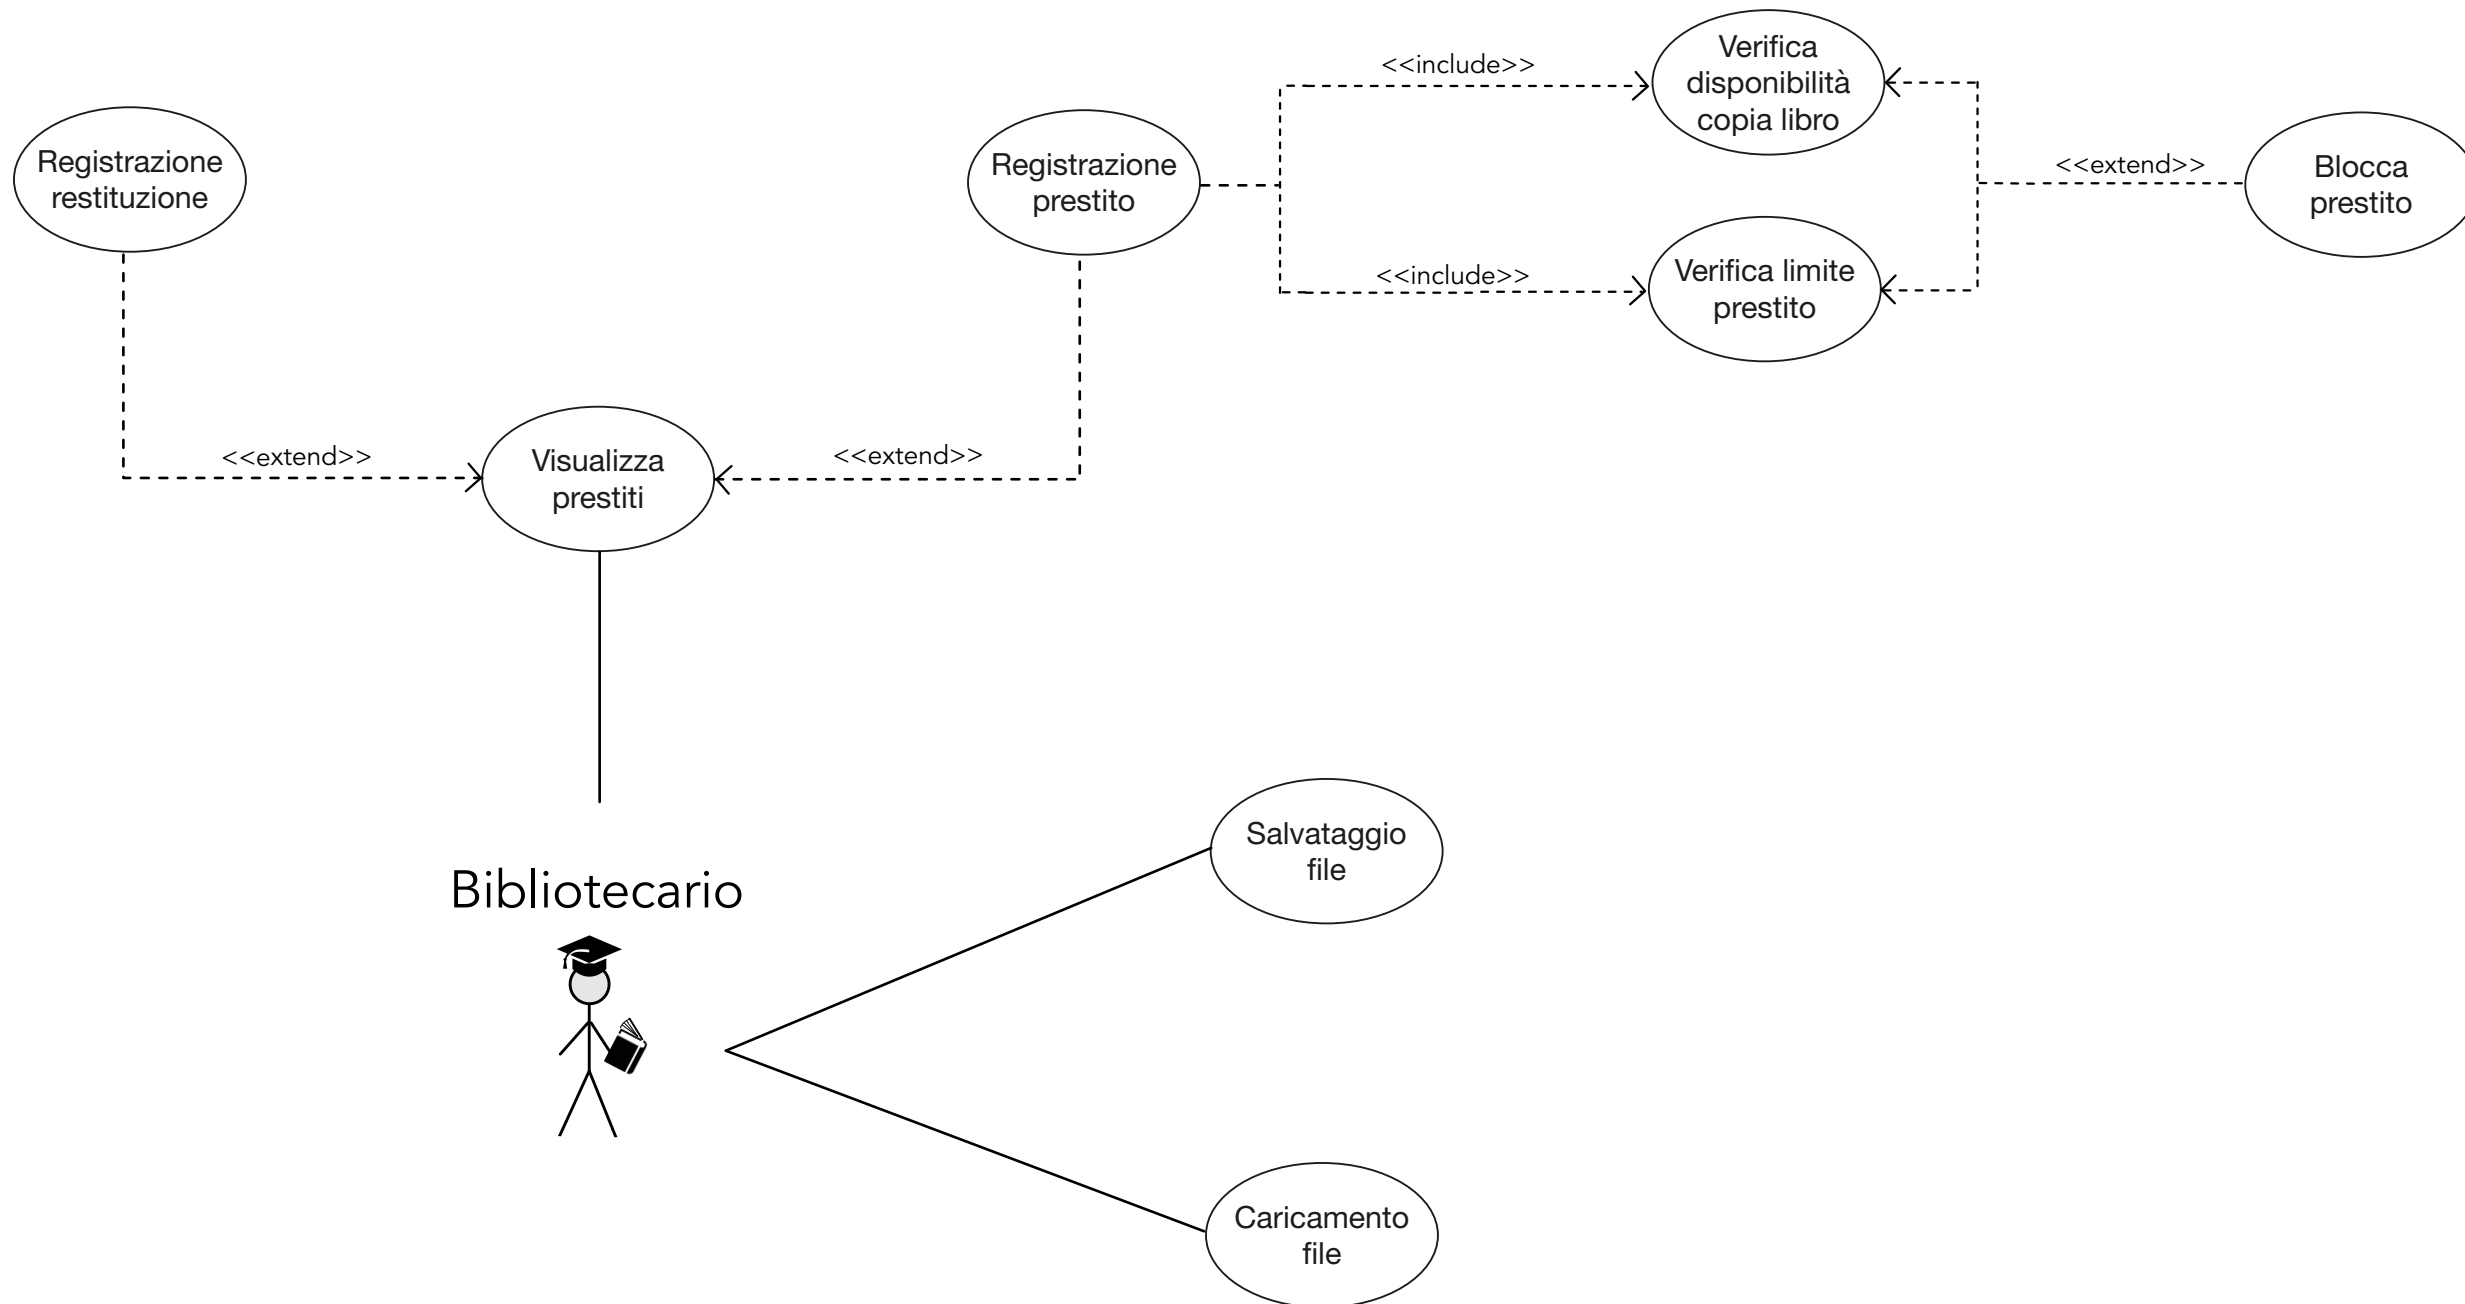 <<include>>
Verifica
disponibilità
copia libro
Registrazione
restituzione
Registrazione
prestito
<<extend>>
Blocca
prestito
<<include>>
Verifica limite
prestito
<<extend>>
Visualizza
prestiti
<<extend>>
Salvataggio
file
Bibliotecario
Caricamento
file